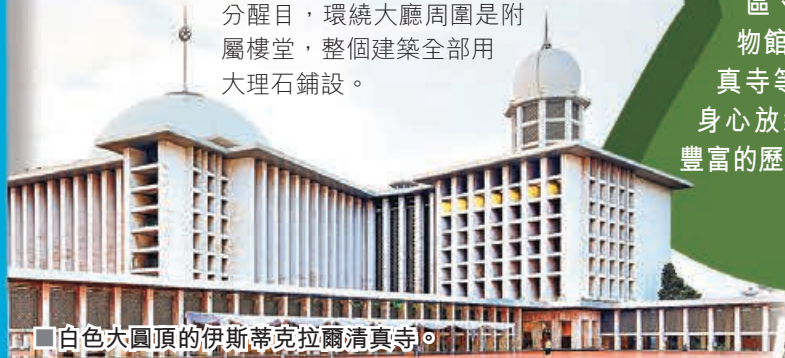 分醒目，環繞大廳周圍是附
屬樓堂，整個建築全部用
大理石鋪設。
區、
物館
真寺等
身心放
豐富的歷
■白色大圓頂的伊斯蒂克拉爾清真寺。